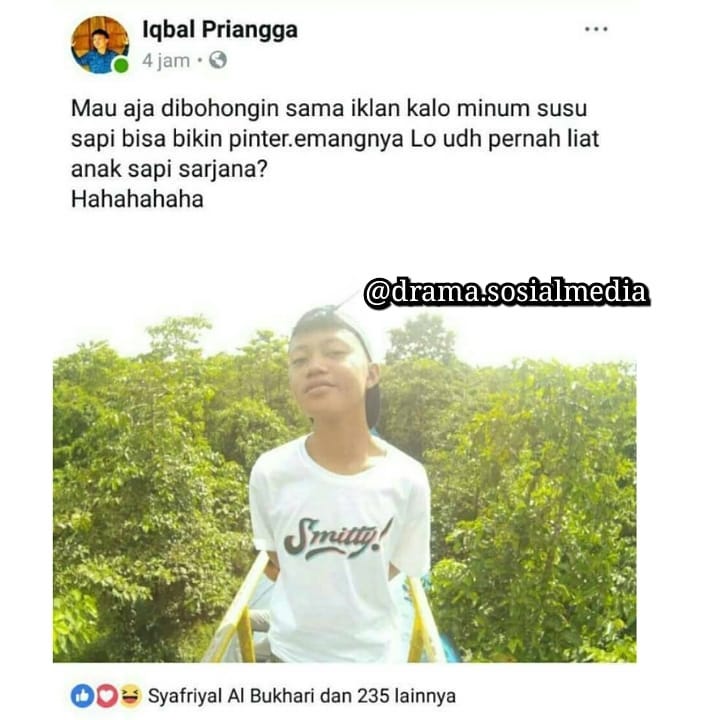 Iqbal Priangga
4 jam
Mau aja dibohongin sama iklan kalo minum susu
sapi bisa bikin pinter.emangnya Lo udh pernah liat
anak sapi sarjana?
Hahahahaha
@drama.sosialmedia
Smitty!
Syafriyal Al Bukhari dan 235 lainnya